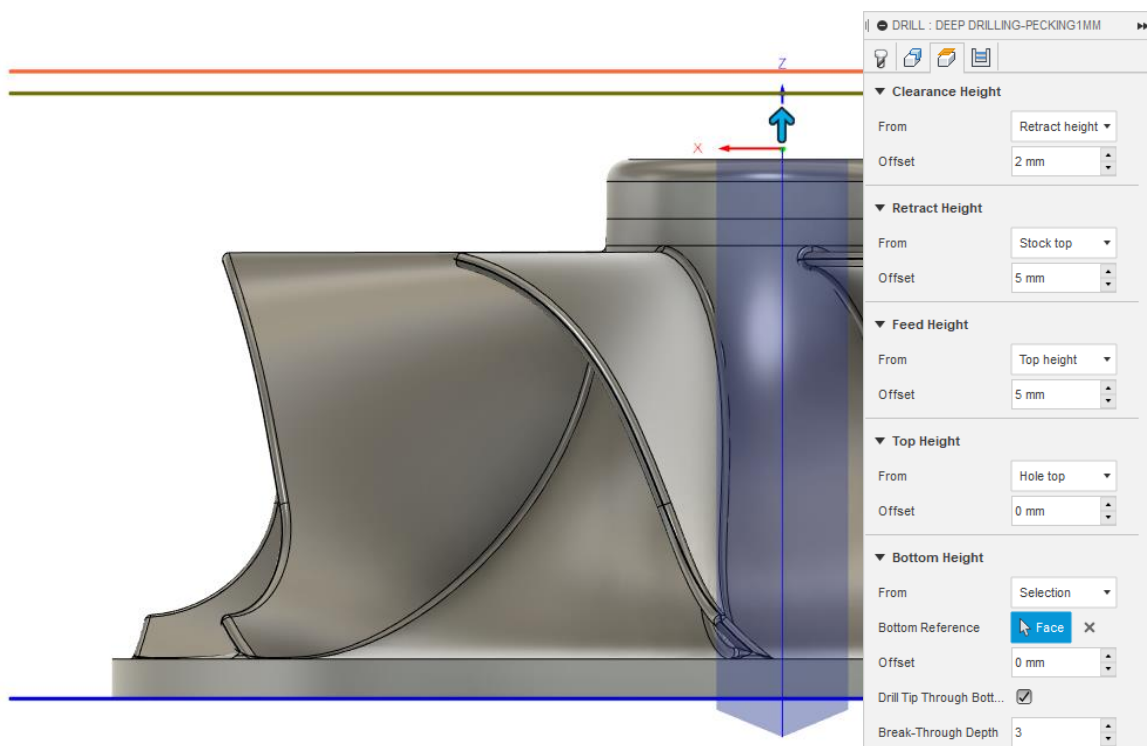 DRILL : DEEP DRILLING-PECKING1MM
Clearance Height
From Retract height
Offset 2 mm
Retract Height
From Stock top
Offset 5 mm
Feed Height
From Top height
Offset 5 mm
Top Height
From Hole top
Offset 0 mm
Bottom Height
From Selection
Bottom Reference Face
Offset 0 mm
Drill Tip Through Bott...
Break-Through Depth 3
Z
X